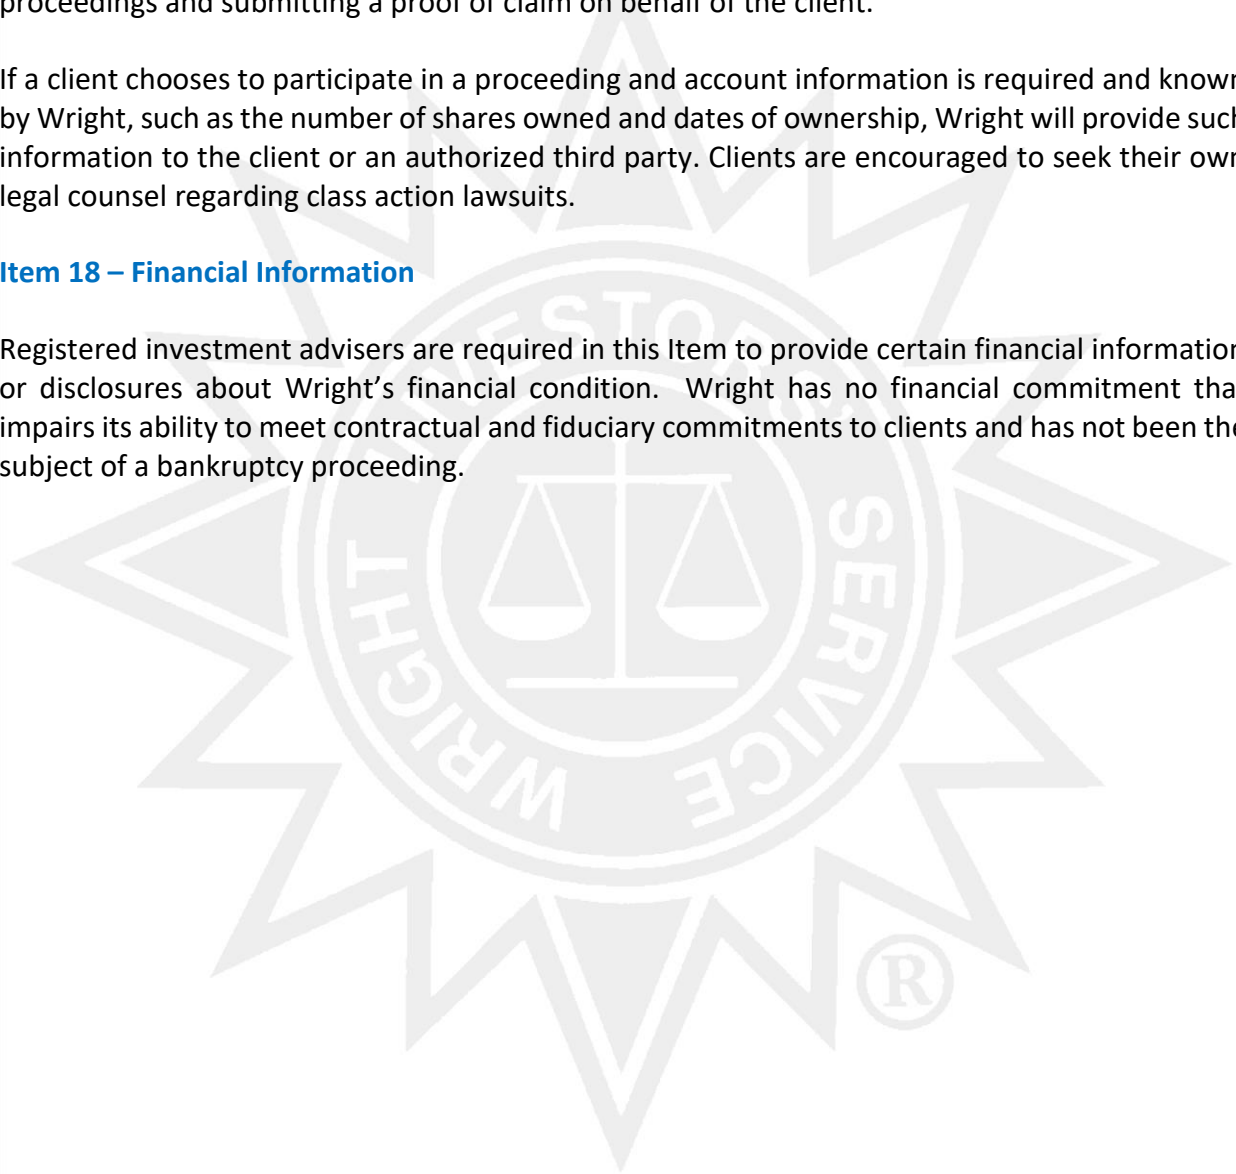 proceedings and submitting a proof of claim on behalf of the client.
If a client chooses to participate in a proceeding and account information is required and known
by Wright, such as the number of shares owned and dates of ownership, Wright will provide such
information to the client or an authorized third party. Clients are encouraged to seek their own
legal counsel regarding class action lawsuits.
Item 18 – Financial Information
Registered investment advisers are required in this Item to provide certain financial information
or disclosures about Wright’s financial condition.  Wright has no financial commitment that
impairs its ability to meet contractual and fiduciary commitments to clients and has not been the
subject of a bankruptcy proceeding.
WRIGHT INVESTORS' SERVICE
®